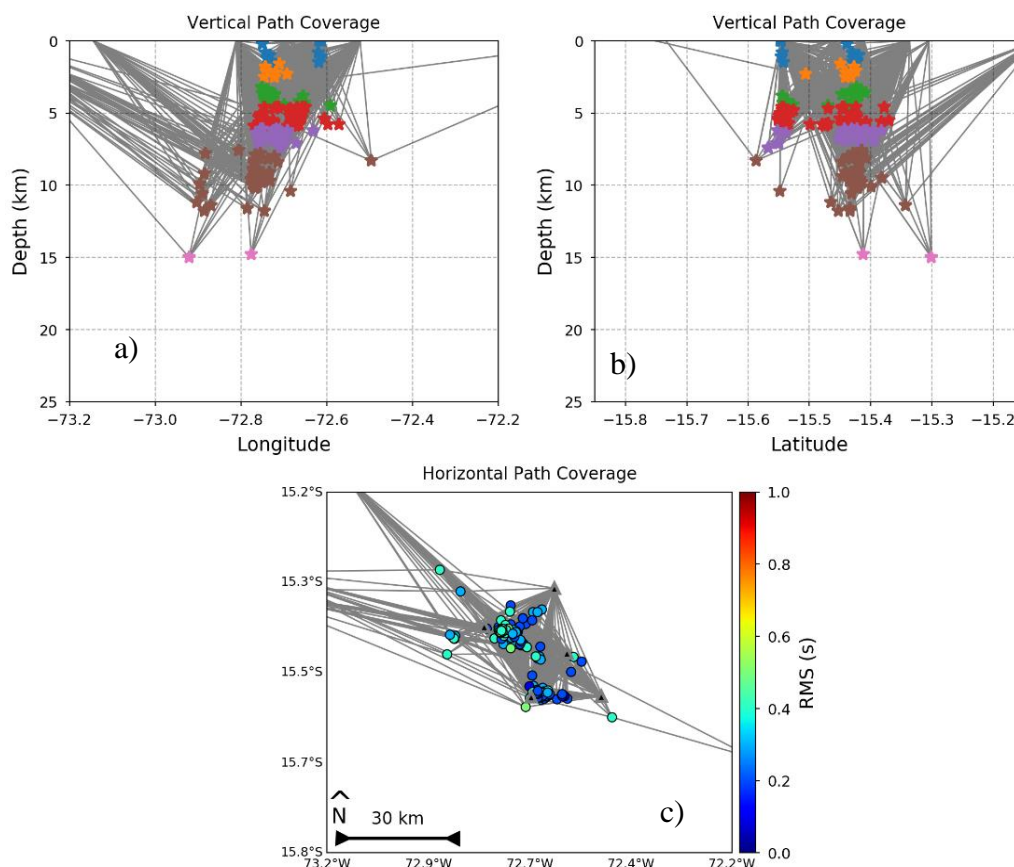 Vertical Path Coverage
0
5
10
15
20
25
Depth (km)
a)
−73.2
−73.0
−72.8
−72.6
−72.4
−72.2
Longitude
Vertical Path Coverage
0
5
10
15
20
25
Depth (km)
b)
−15.8
−15.7
−15.6
−15.5
−15.4
−15.3
−15.2
Latitude
Horizontal Path Coverage
15.2°S
15.3°S
15.5°S
15.7°S
15.8°S
^
N
30 km
c)
73.2°W
72.9°W
72.7°W
72.4°W
72.2°W
1.0
0.8
0.6
0.4
0.2
0.0
RMS (s)